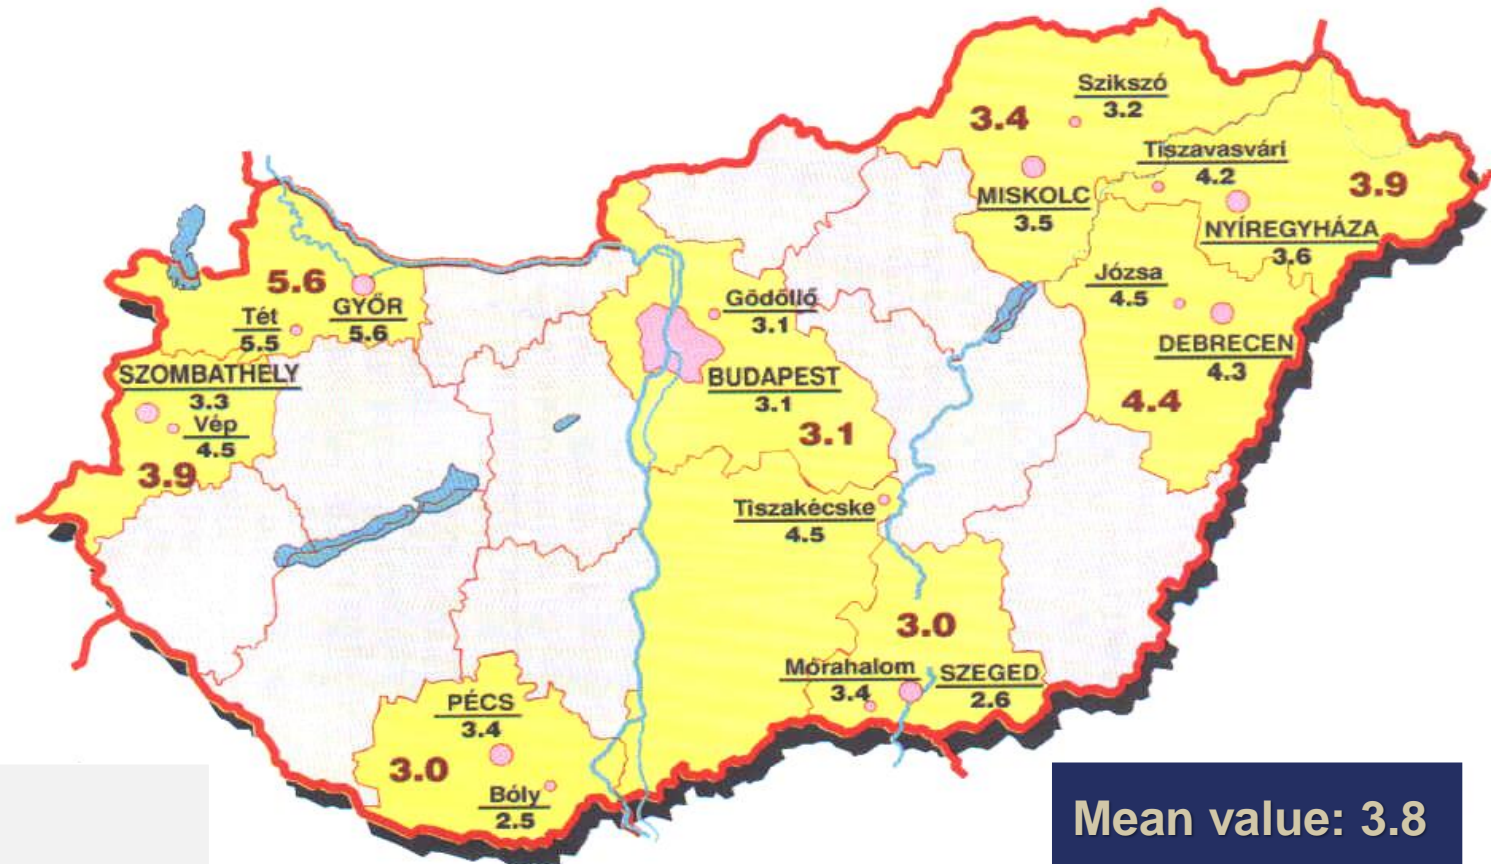 Szikszó
3.2
3.4
Tiszavasvári
4.2
3.9
MISKOLC
3.5
NYÍREGYHÁZA
3.6
5.6
GYŐR
5.6
Tét
5.5
Józsa
4.5
DEBRECEN
4.3
4.4
Gödöllő
3.1
BUDAPEST
3.1
3.1
SZOMBATHELY
3.3
Vép
4.5
3.9
Tiszakécske
4.5
3.0
Mórahalom
3.4
SZEGED
2.6
PÉCS
3.4
3.0
Bóly
2.5
Mean value: 3.8